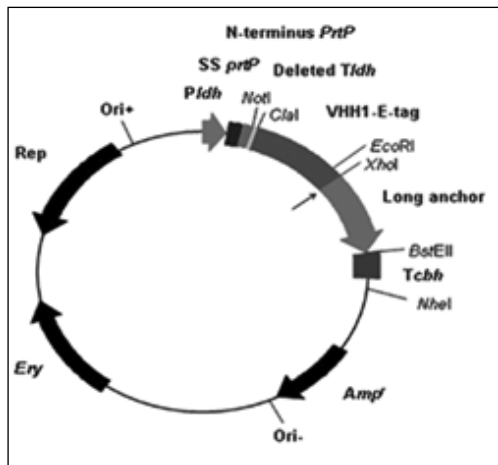 N-terminus PrtP
SS prtP Deleted Tldh
Pldh NotI VHH1-E-tag
ClaI
Ori+
EcoRI
XhoI
Rep
Long anchor
BstEII
Tcbh
NheI
Ery
Ampʳ
Ori-